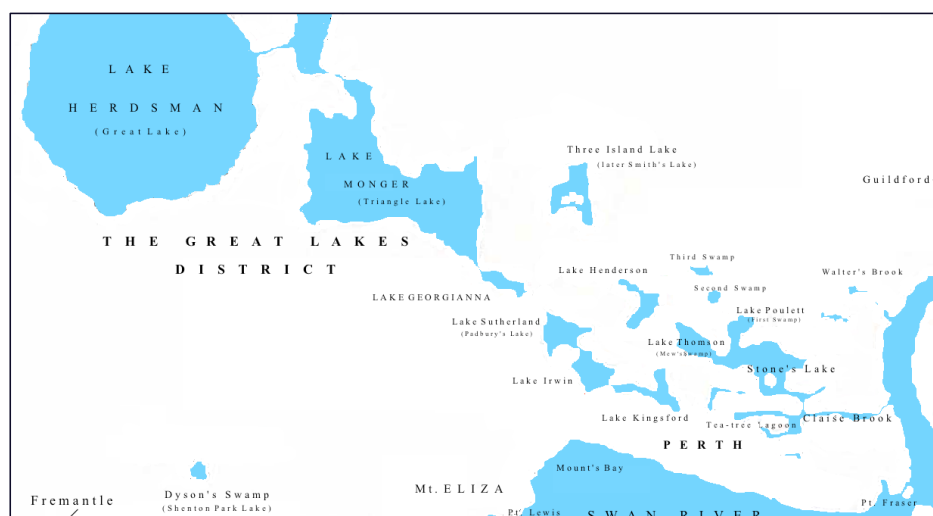 LAKE
HERDSMAN
(Great Lake)
LAKE
MONGER
(Triangle Lake)
Three Island Lake
(later Smith's Lake)
Guildford
THE GREAT LAKES
DISTRICT
Third Swamp
Lake Henderson
Walter's Brook
Second Swamp
LAKE GEORGIANNA
Lake Poulett
(First Swamp)
Lake Sutherland
(Padbury's Lake)
Lake Thomson
(Mew'sswamp)
Stone's Lake
Lake Irwin
Lake Kingsford
Claise Brook
Tea-tree Lagoon
PERTH
Mount's Bay
Mt. ELIZA
Dyson's Swamp
(Shenton Park Lake)
Fremantle
Pt. Fraser
Pt. Lewis
SWAN RIVER